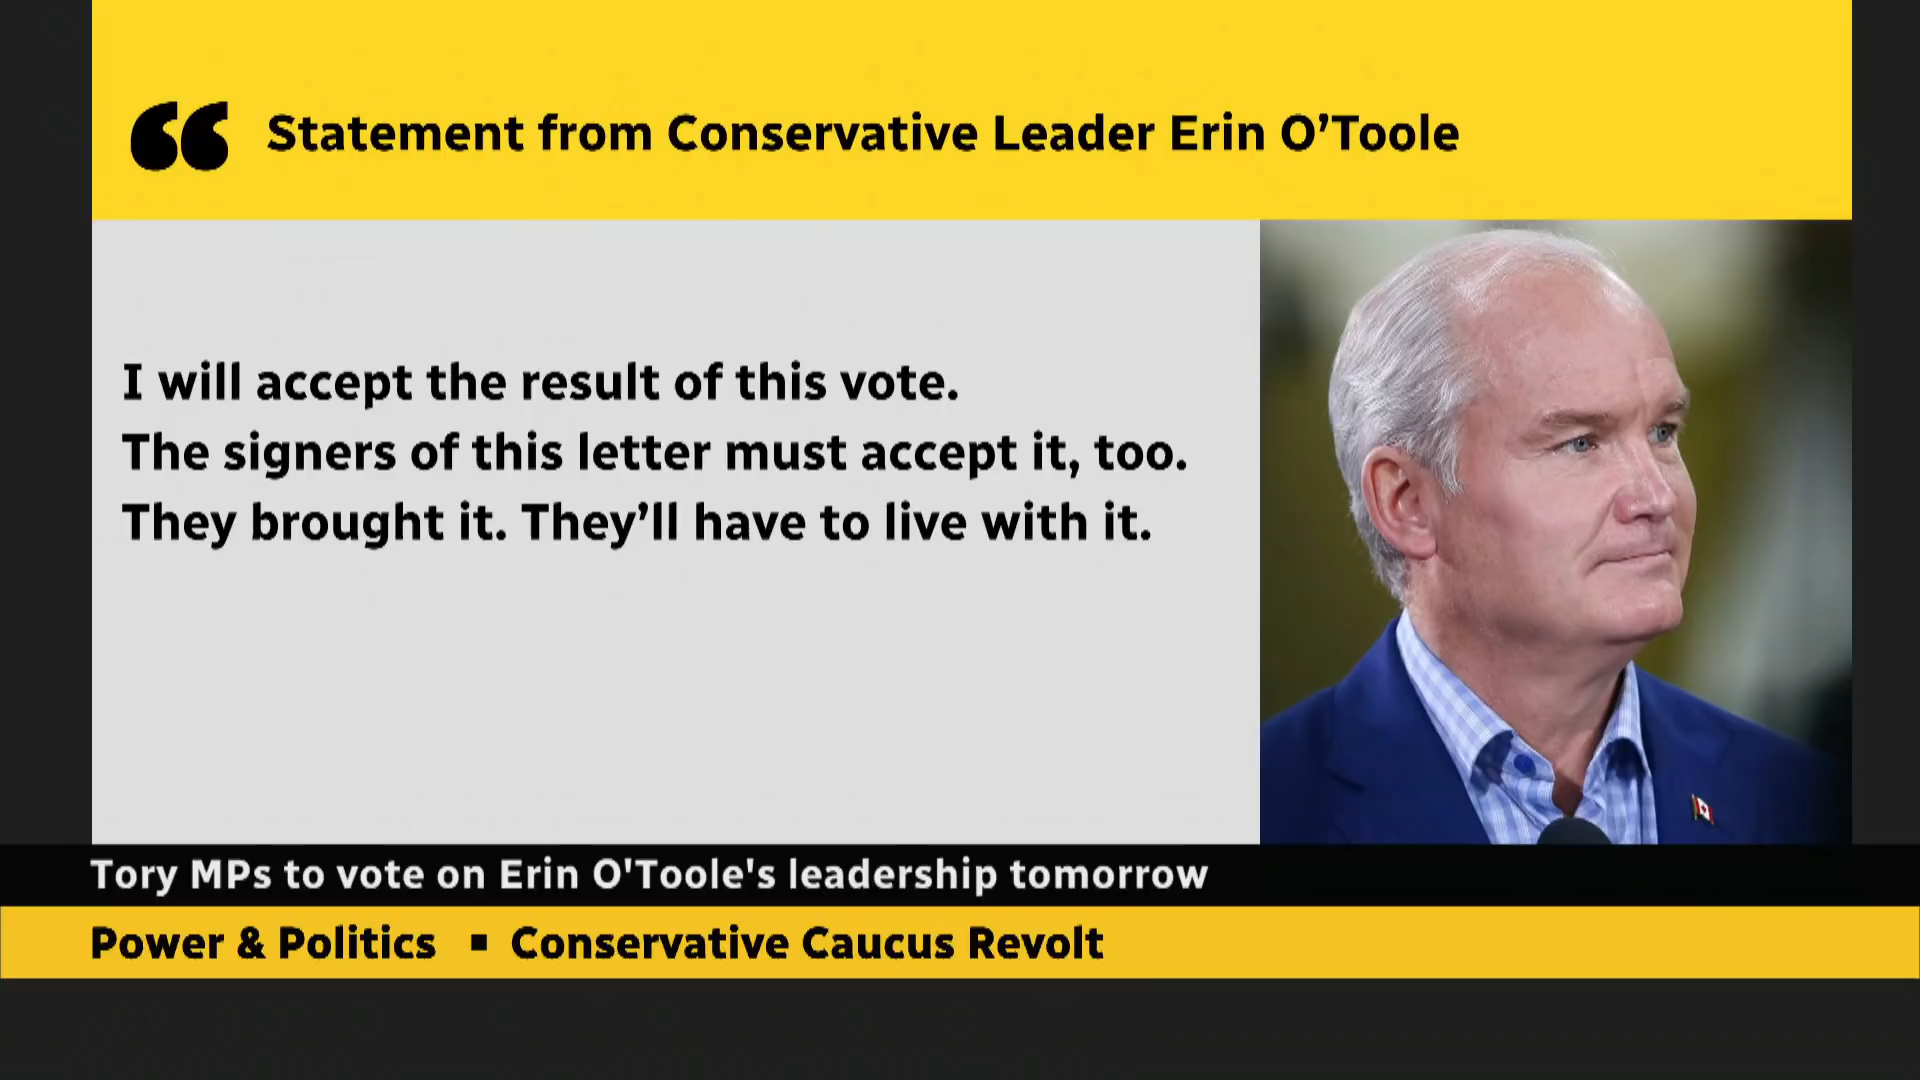 Statement from Conservative Leader Erin O’Toole
I will accept the result of this vote.
The signers of this letter must accept it, too.
They brought it. They’ll have to live with it.
Tory MPs to vote on Erin O'Toole's leadership tomorrow
Power & Politics ▪ Conservative Caucus Revolt